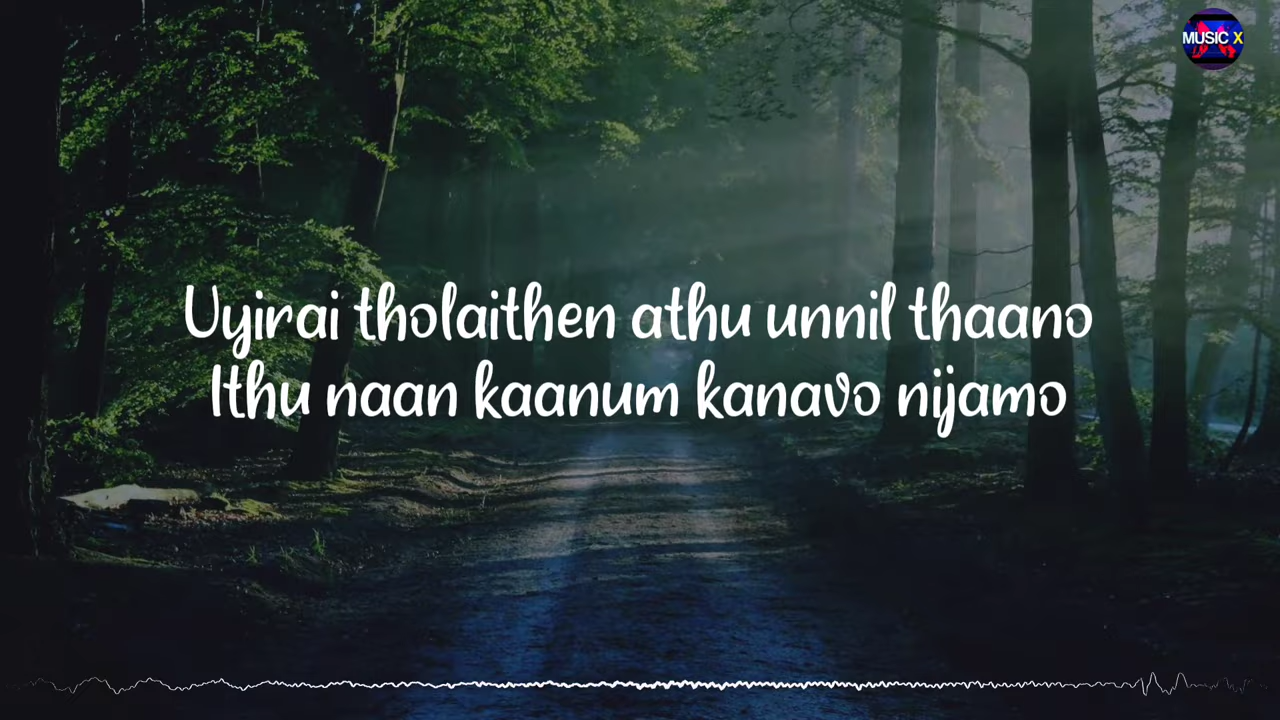 MUSIC X
Uyirai tholaithen athu unnil thaano
Ithu naan kaanum kanavo nijamo